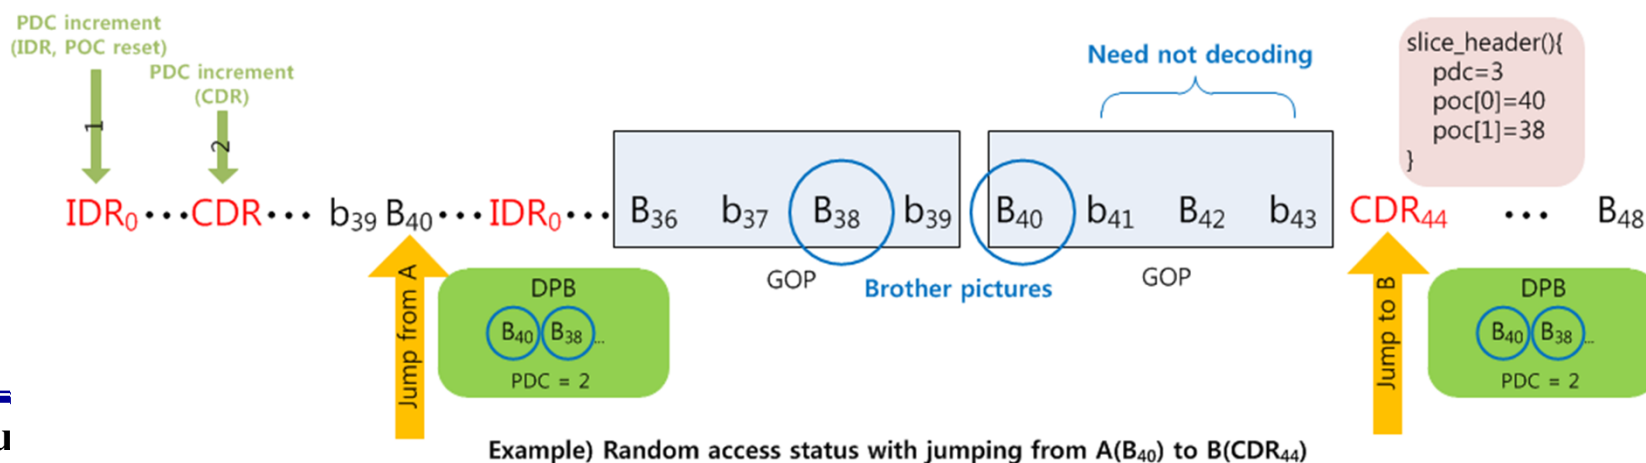 PDC increment
(IDR, POC reset)
PDC increment
(CDR)
1
2
Need not decoding
slice_header(){
pdc=3
poc[0]=40
poc[1]=38
}
IDR₀ ••• CDR ••• b₃₉ B₄₀ ••• IDR₀ ••• B₃₆ b₃₇ B₃₈ b₃₉ B₄₀ b₄₁ B₄₂ b₄₃ CDR₄₄ ••• B₄₈
GOP
Brother pictures
GOP
Jump from A
DPB
B₄₀ B₃₈ ...
PDC = 2
Jump to B
DPB
B₄₀ B₃₈ ...
PDC = 2
Example) Random access status with jumping from A(B₄₀) to B(CDR₄₄)